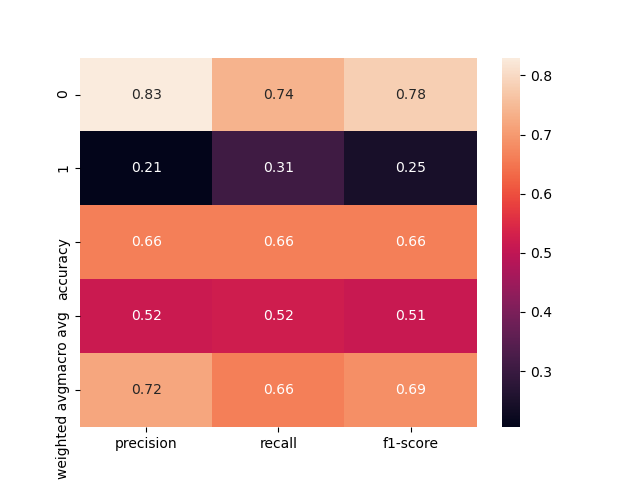 0 0.83 0.74 0.78 0.8
1 0.21 0.31 0.25 0.7
accuracy 0.66 0.66 0.66 0.6
macro avg 0.52 0.52 0.51 0.5
weighted avg 0.72 0.66 0.69 0.4
0.3
precision recall f1-score